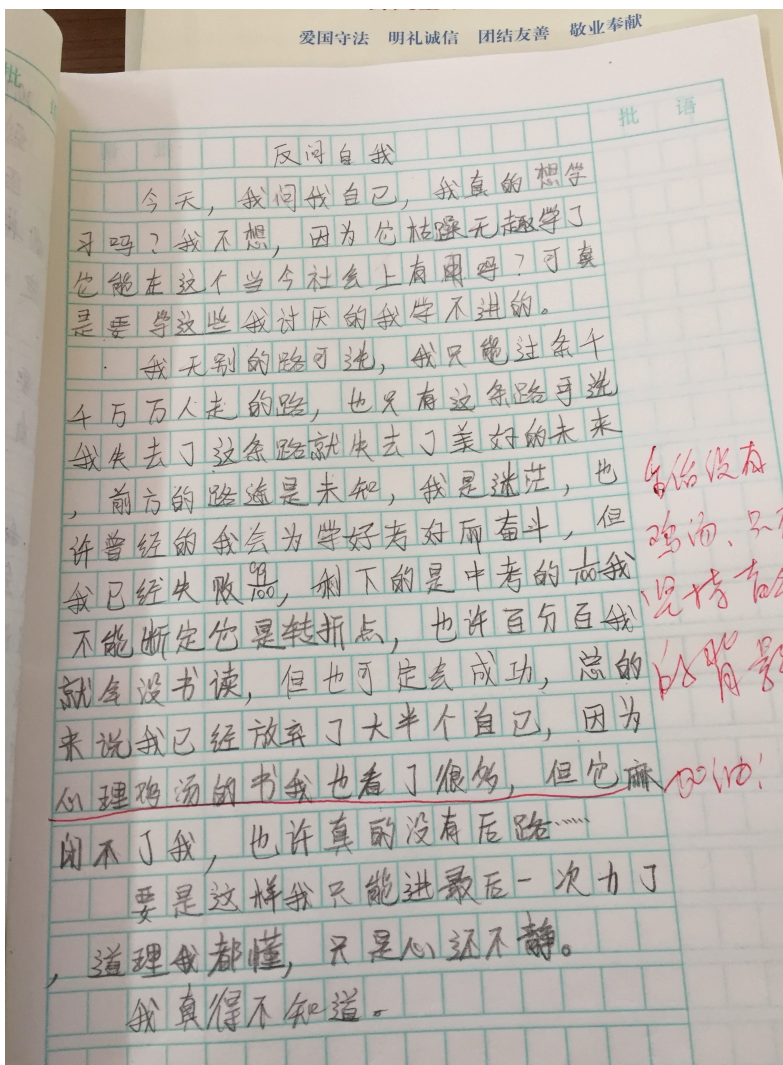 爱国守法 明礼诚信 团结友善 敬业奉献
批
批 语
反问自我
今天，我问我自己，我真的想学
习吗？我不想，因为它枯躁无趣学了
它能在这个当今社会上有用吗？可真
是要学这些我讨厌的我学不进的。
我无别的路可选，我只能过条千
千万万人走的路，也只有这条路可选
我失去了这条路就失去了美好的未来
，前方的路途是未知，我是迷茫，也
许曾经的我会为学好考好而奋斗，但
我已经失败99/100，剩下的是中考的1/100我
不能断定它是转折点，也许百分百我
就会没书读，但也可定会成功，总的
来说我已经放弃了大半个自己，因为
心理鸡汤的书我也看了很多，但它麻
闭不了我，也许真的没有后路……
要是这样我只能进最后一次力了
，道理我都懂，只是心还不静。
我真得不知道。
生活没有
鸡汤，只有
坚持
的背影
加油！